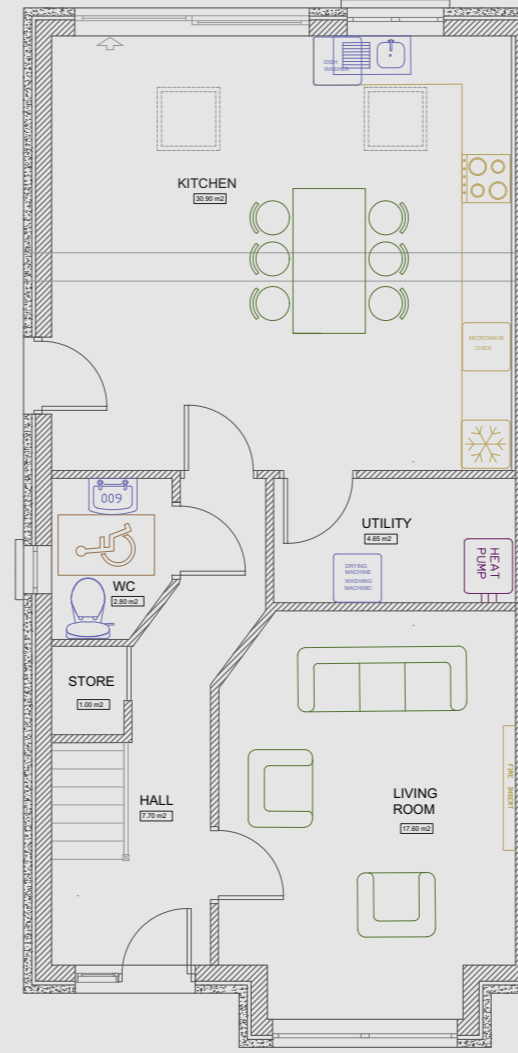 DISH
WASHER
KITCHEN
30.90 m2
MICROWAVE
OVEN
600
UTILITY
4.65 m2
DRYING
MACHINE
WASHING
MACHINE
HEAT
PUMP
WC
2.80 m2
STORE
1.00 m2
HALL
7.70 m2
LIVING
ROOM
17.60 m2
FIRE INSERT